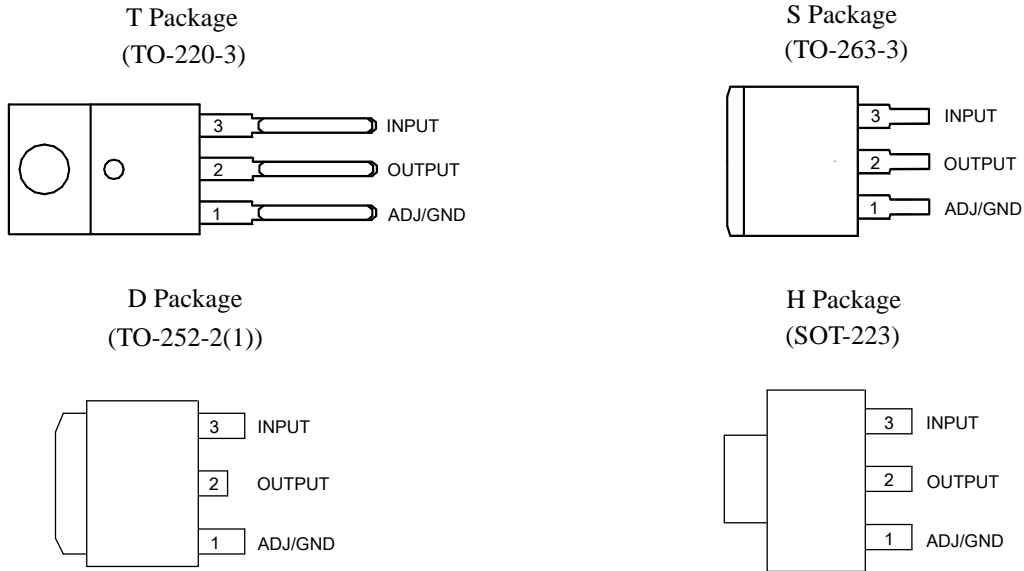 T Package
(TO-220-3)
3 INPUT
2 OUTPUT
1 ADJ/GND
S Package
(TO-263-3)
3 INPUT
2 OUTPUT
1 ADJ/GND
D Package
(TO-252-2(1))
3 INPUT
2 OUTPUT
1 ADJ/GND
H Package
(SOT-223)
3 INPUT
2 OUTPUT
1 ADJ/GND